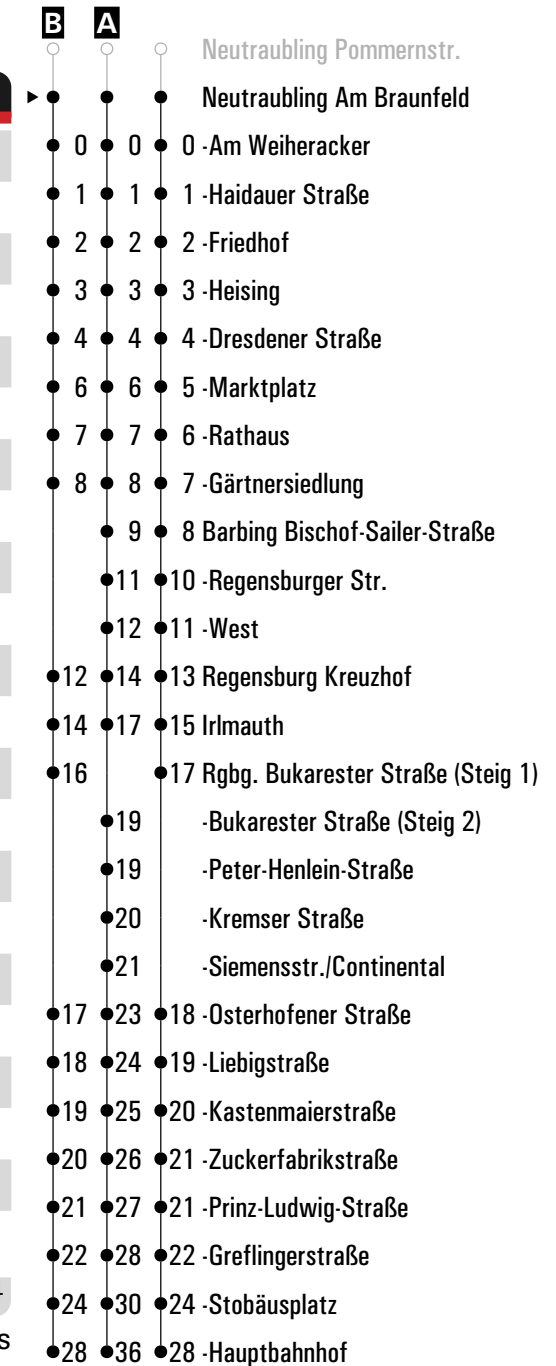 B A
Neutraubling Pommernstr.
Neutraubling Am Braunfeld
0 0 0 -Am Weiheracker
1 1 1 -Haidauer Straße
2 2 2 -Friedhof
3 3 3 -Heising
4 4 4 -Dresdener Straße
6 6 5 -Marktplatz
7 7 6 -Rathaus
8 8 7 -Gärtnersiedlung
9 8 Barbing Bischof-Sailer-Straße
11 10 -Regensburger Str.
12 11 -West
12 14 13 Regensburg Kreuzhof
14 17 15 Irlmauth
16 17 Rgbg. Bukarester Straße (Steig 1)
19 -Bukarester Straße (Steig 2)
19 -Peter-Henlein-Straße
20 -Kremser Straße
21 -Siemensstr./Continental
17 23 18 -Osterhofener Straße
18 24 19 -Liebigstraße
19 25 20 -Kastenmaierstraße
20 26 21 -Zuckerfabrikstraße
21 27 21 -Prinz-Ludwig-Straße
22 28 22 -Greflingerstraße
24 30 24 -Stobäusplatz
28 36 28 -Hauptbahnhof